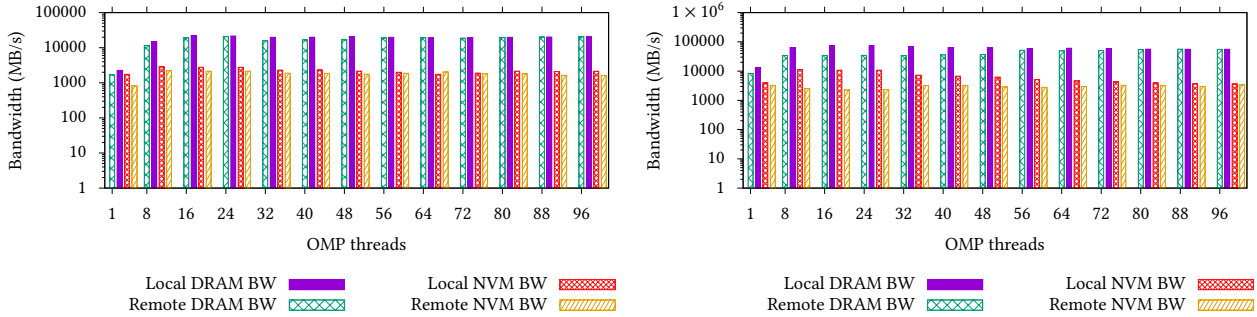 100000
10000
1000
100
10
1
Bandwidth (MB/s)
1 8 16 24 32 40 48 56 64 72 80 88 96
OMP threads
Local DRAM BW
Remote DRAM BW
Local NVM BW
Remote NVM BW
1 × 10^6
100000
10000
1000
100
10
1
Bandwidth (MB/s)
1 8 16 24 32 40 48 56 64 72 80 88 96
OMP threads
Local DRAM BW
Remote DRAM BW
Local NVM BW
Remote NVM BW